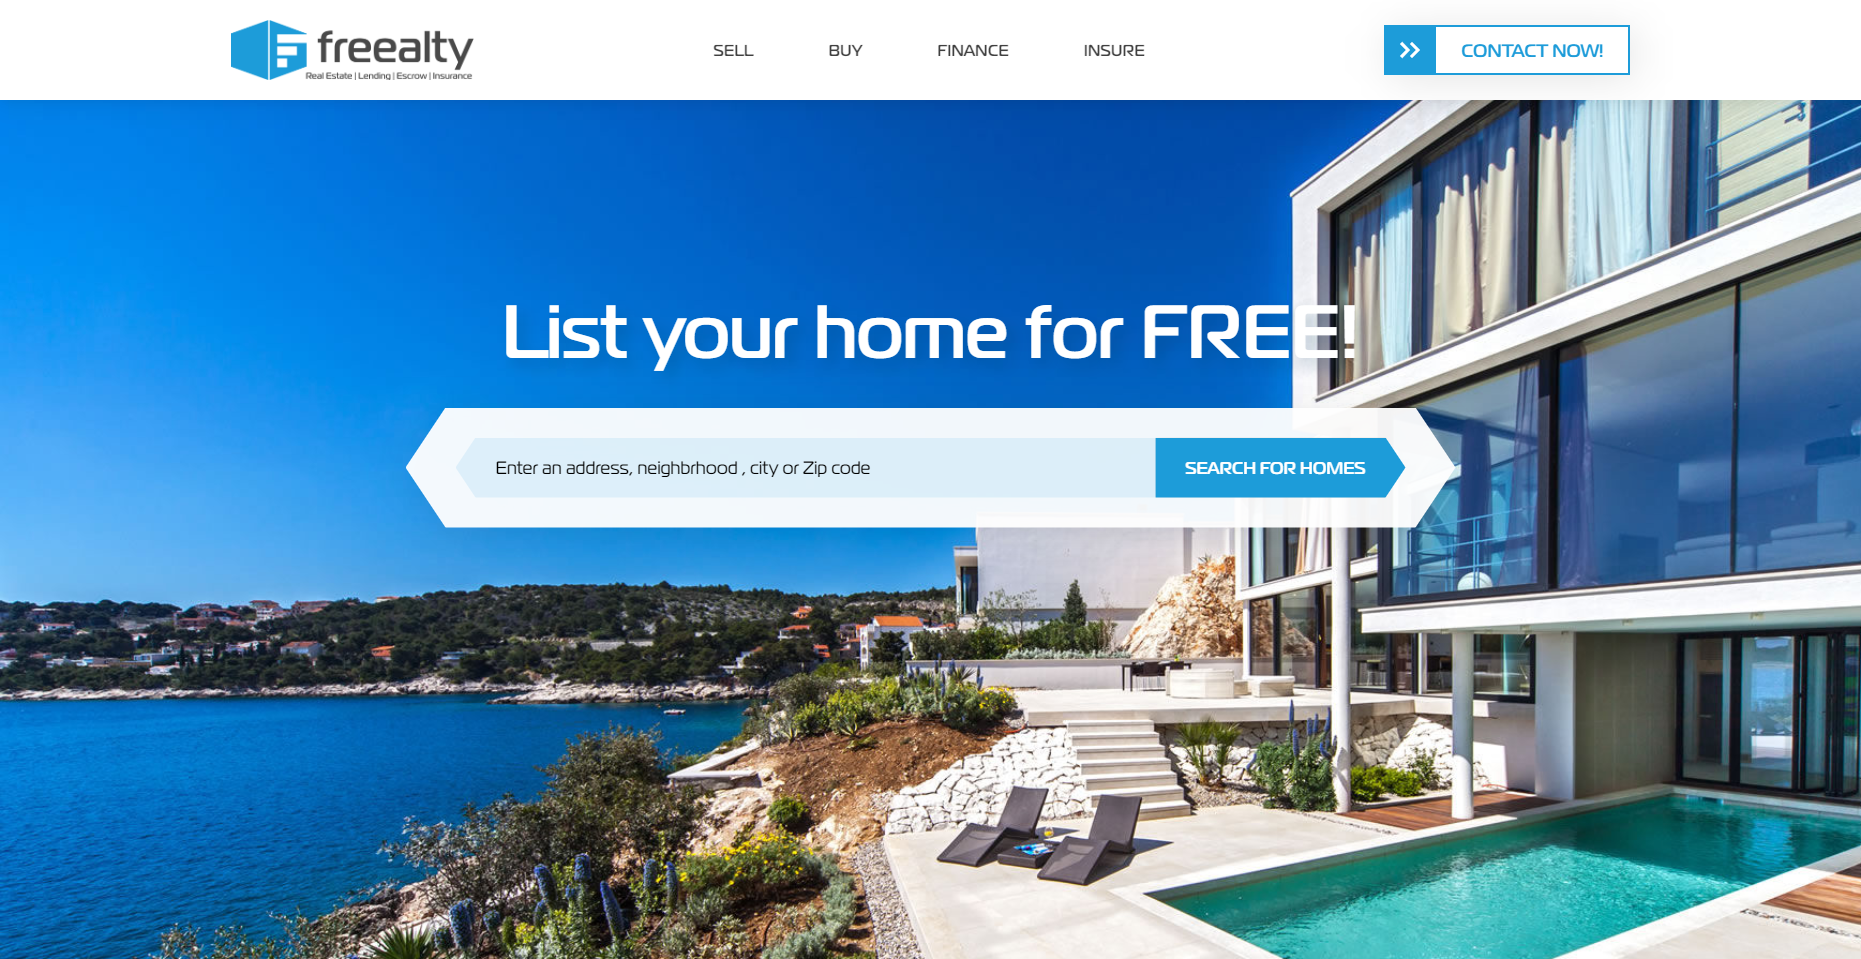 freealty
Real Estate | Lending | Escrow | Insurance
SELL BUY FINANCE INSURE
CONTACT NOW!
List your home for FREE!
Enter an address, neighbrhood , city or Zip code
SEARCH FOR HOMES